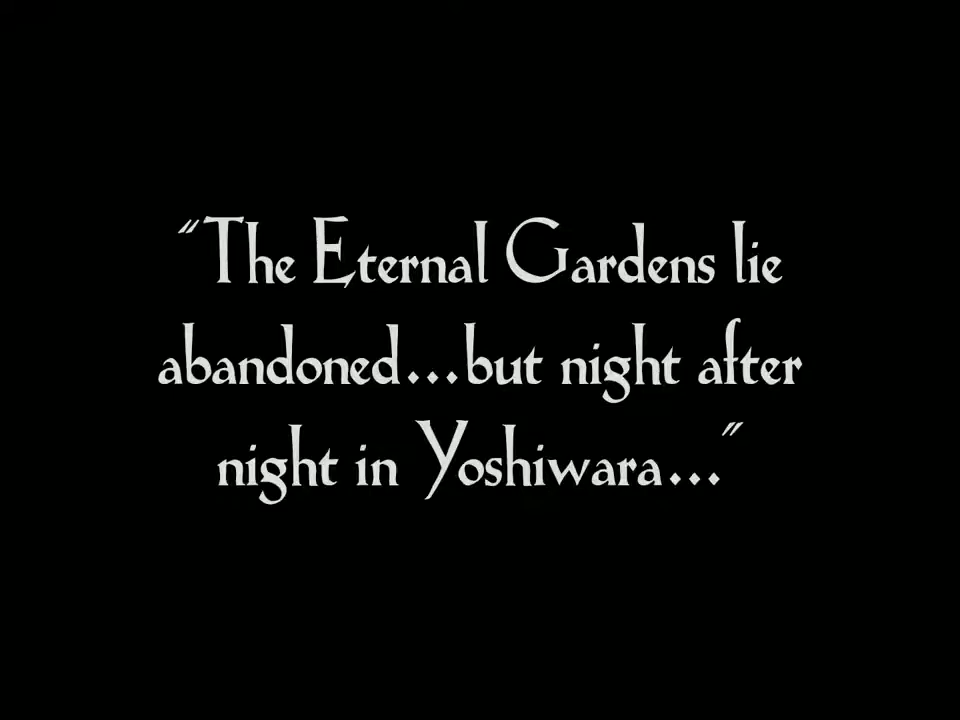 "The Eternal Gardens lie
abandoned...but night after
night in Yoshiwara..."